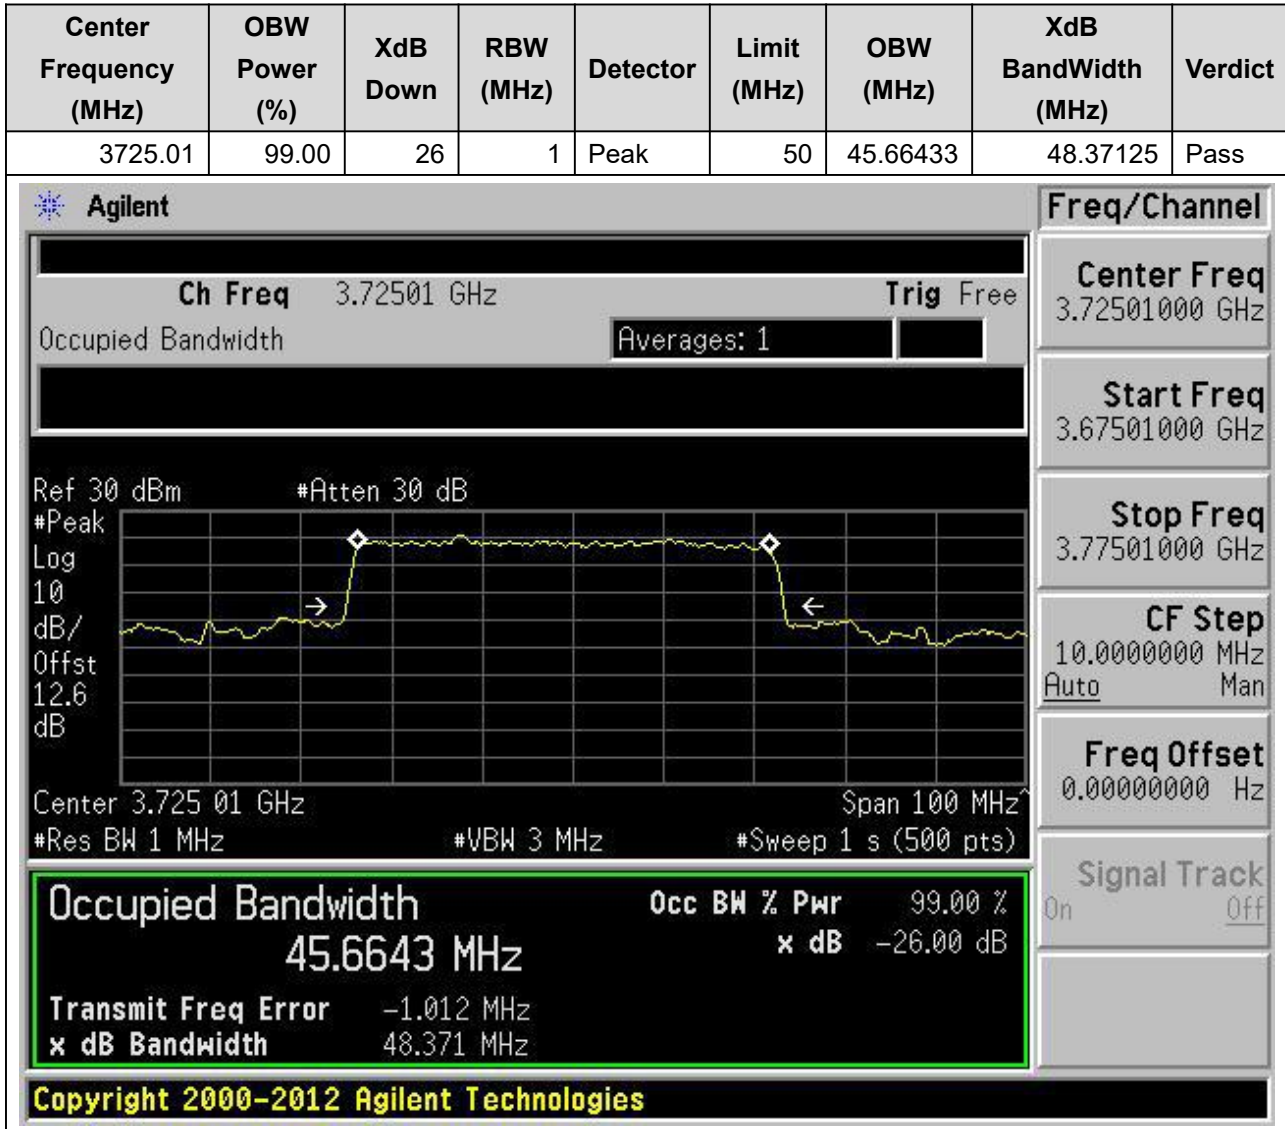 Center Frequency (MHz) OBW Power (%) XdB Down RBW (MHz) Detector Limit (MHz) OBW (MHz) XdB BandWidth (MHz) Verdict
3725.01 99.00 26 1 Peak 50 45.66433 48.37125 Pass
Agilent Freq/Channel
Ch Freq 3.72501 GHz Trig Free
Occupied Bandwidth Averages: 1
Ref 30 dBm #Atten 30 dB
#Peak
Log
10
dB/
Offst
12.6
dB
Center 3.725 01 GHz Span 100 MHz^
#Res BW 1 MHz #VBW 3 MHz #Sweep 1 s (500 pts)
Occupied Bandwidth Occ BW % Pwr 99.00 %
45.6643 MHz x dB -26.00 dB
Transmit Freq Error -1.012 MHz
x dB Bandwidth 48.371 MHz
Copyright 2000-2012 Agilent Technologies
Center Freq
3.72501000 GHz
Start Freq
3.67501000 GHz
Stop Freq
3.77501000 GHz
CF Step
10.0000000 MHz
Auto Man
Freq Offset
0.00000000 Hz
Signal Track
On Off